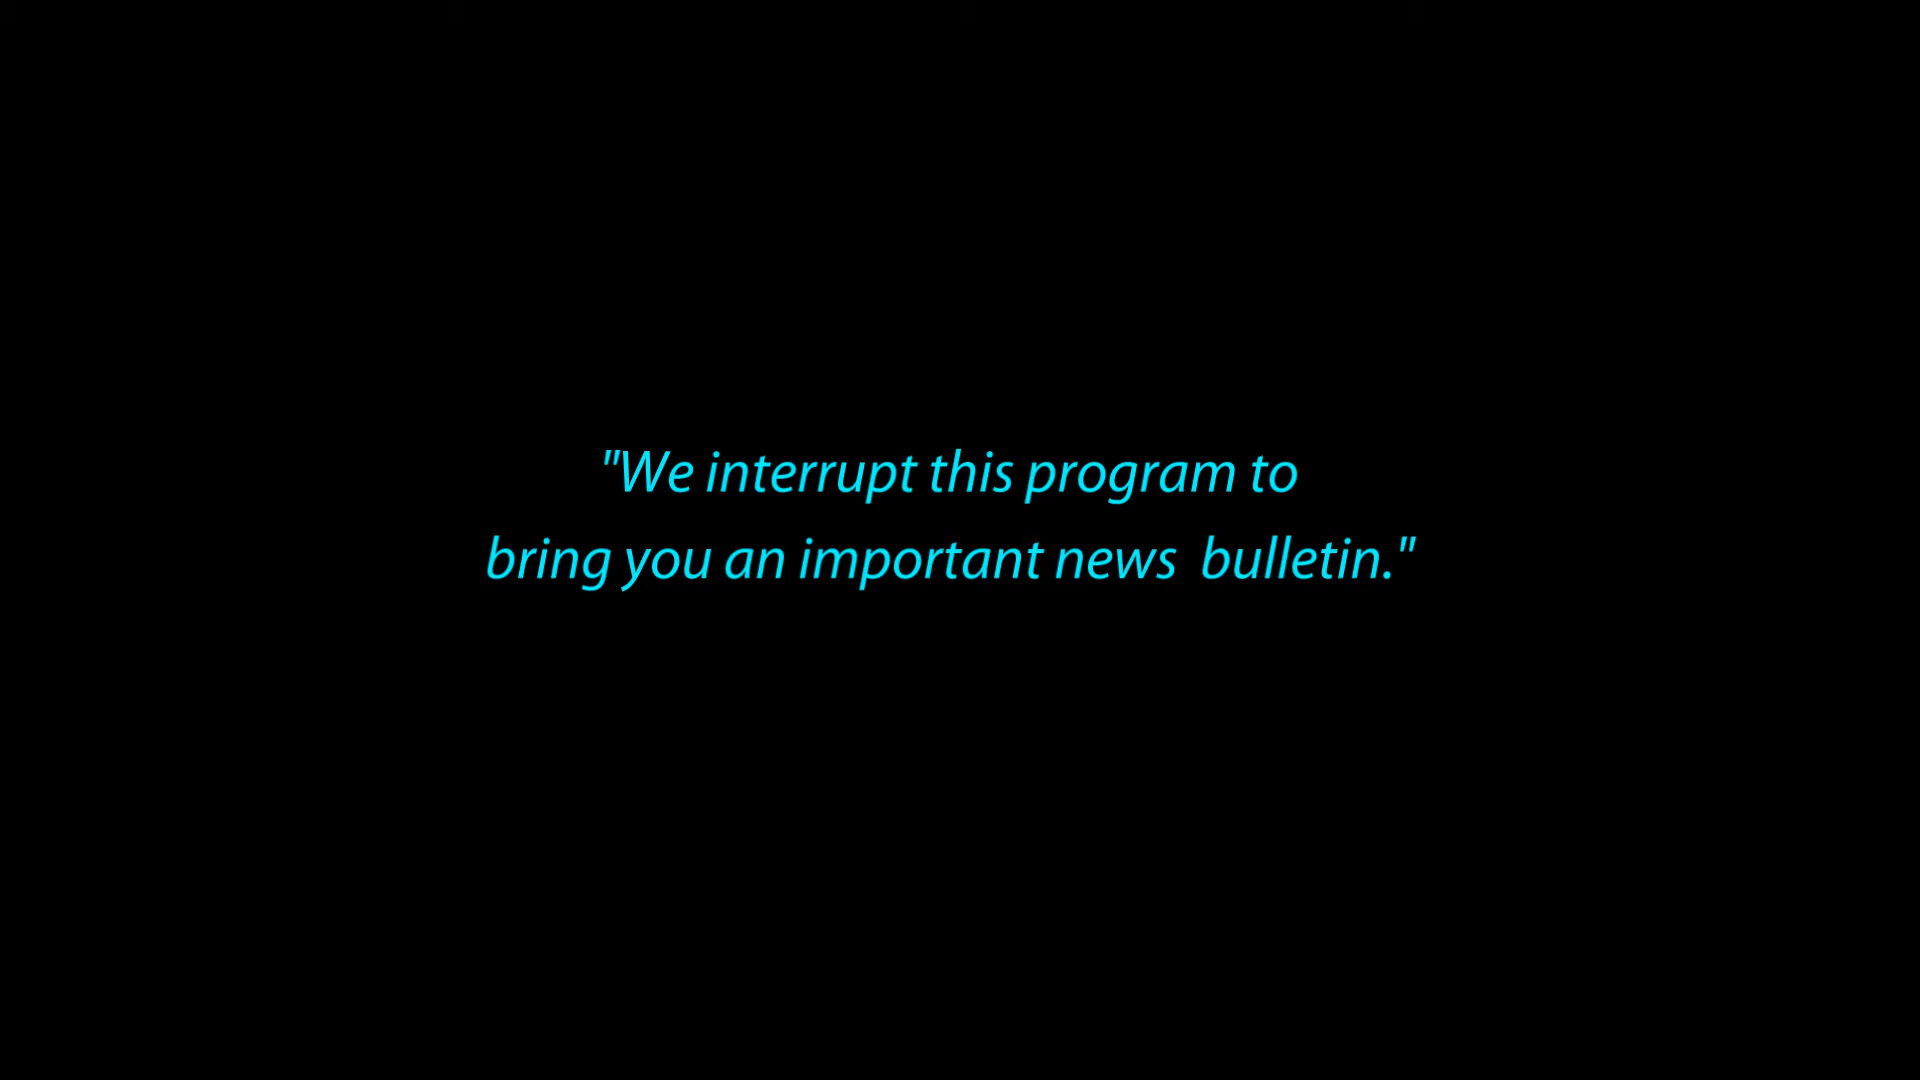 "We interrupt this program to
bring you an important news  bulletin."